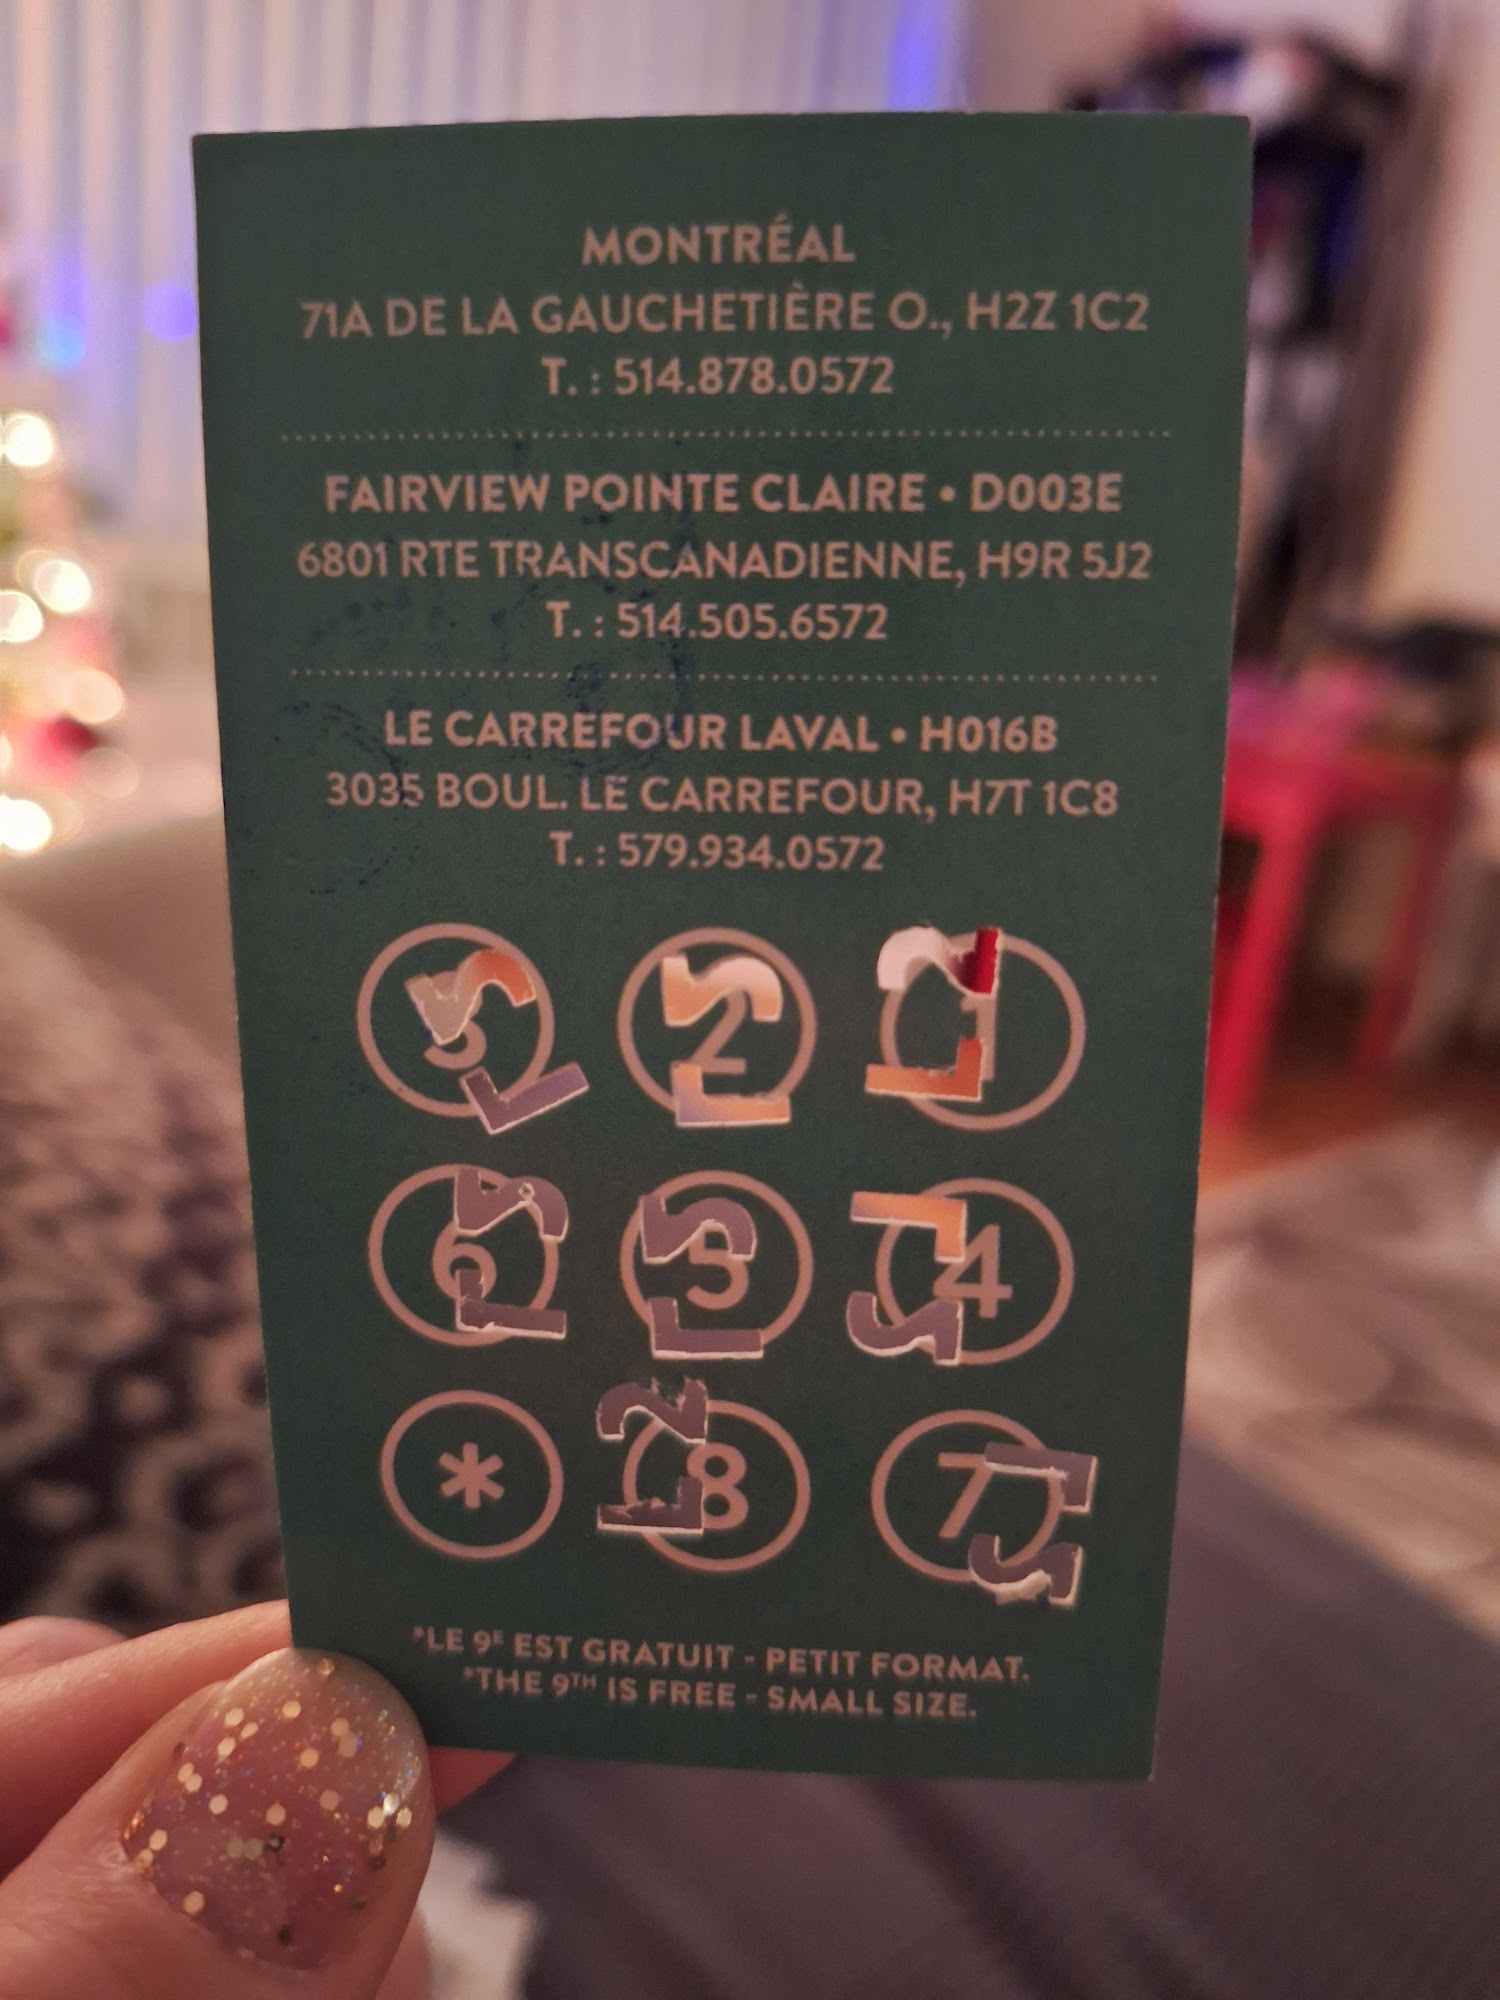 MONTRÉAL
71A DE LA GAUCHETIÈRE O., H2Z 1C2
T. : 514.878.0572
FAIRVIEW POINTE CLAIRE • D003E
6801 RTE TRANSCANADIENNE, H9R 5J2
T. : 514.505.6572
LE CARREFOUR LAVAL • H016B
3035 BOUL. LE CARREFOUR, H7T 1C8
T. : 579.934.0572
3 2 1
6 5 4
* 8 7
*LE 9E EST GRATUIT - PETIT FORMAT.
*THE 9TH IS FREE - SMALL SIZE.